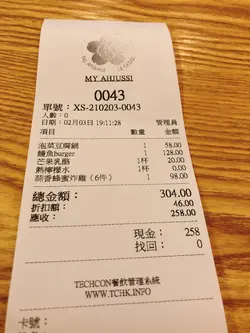 MY AHJUSSI
0043
單號：XS-210203-0043
人數：0
日期：02月03日 19:11:28 管理員
項目 數量 金額
泡菜豆腐鍋 1 58.00
鰻魚burger 1 128.00
芒果乳酪 1杯 20.00
熱檸檬水 1杯 0.00
蒜香蜂蜜炸雞（6件） 1 98.00
總金額： 304.00
折扣額： 46.00
應收： 258.00
現金： 258
找回： 0
TECHCON餐飲管理系統
WWW.TCHK.INFO
卡號：